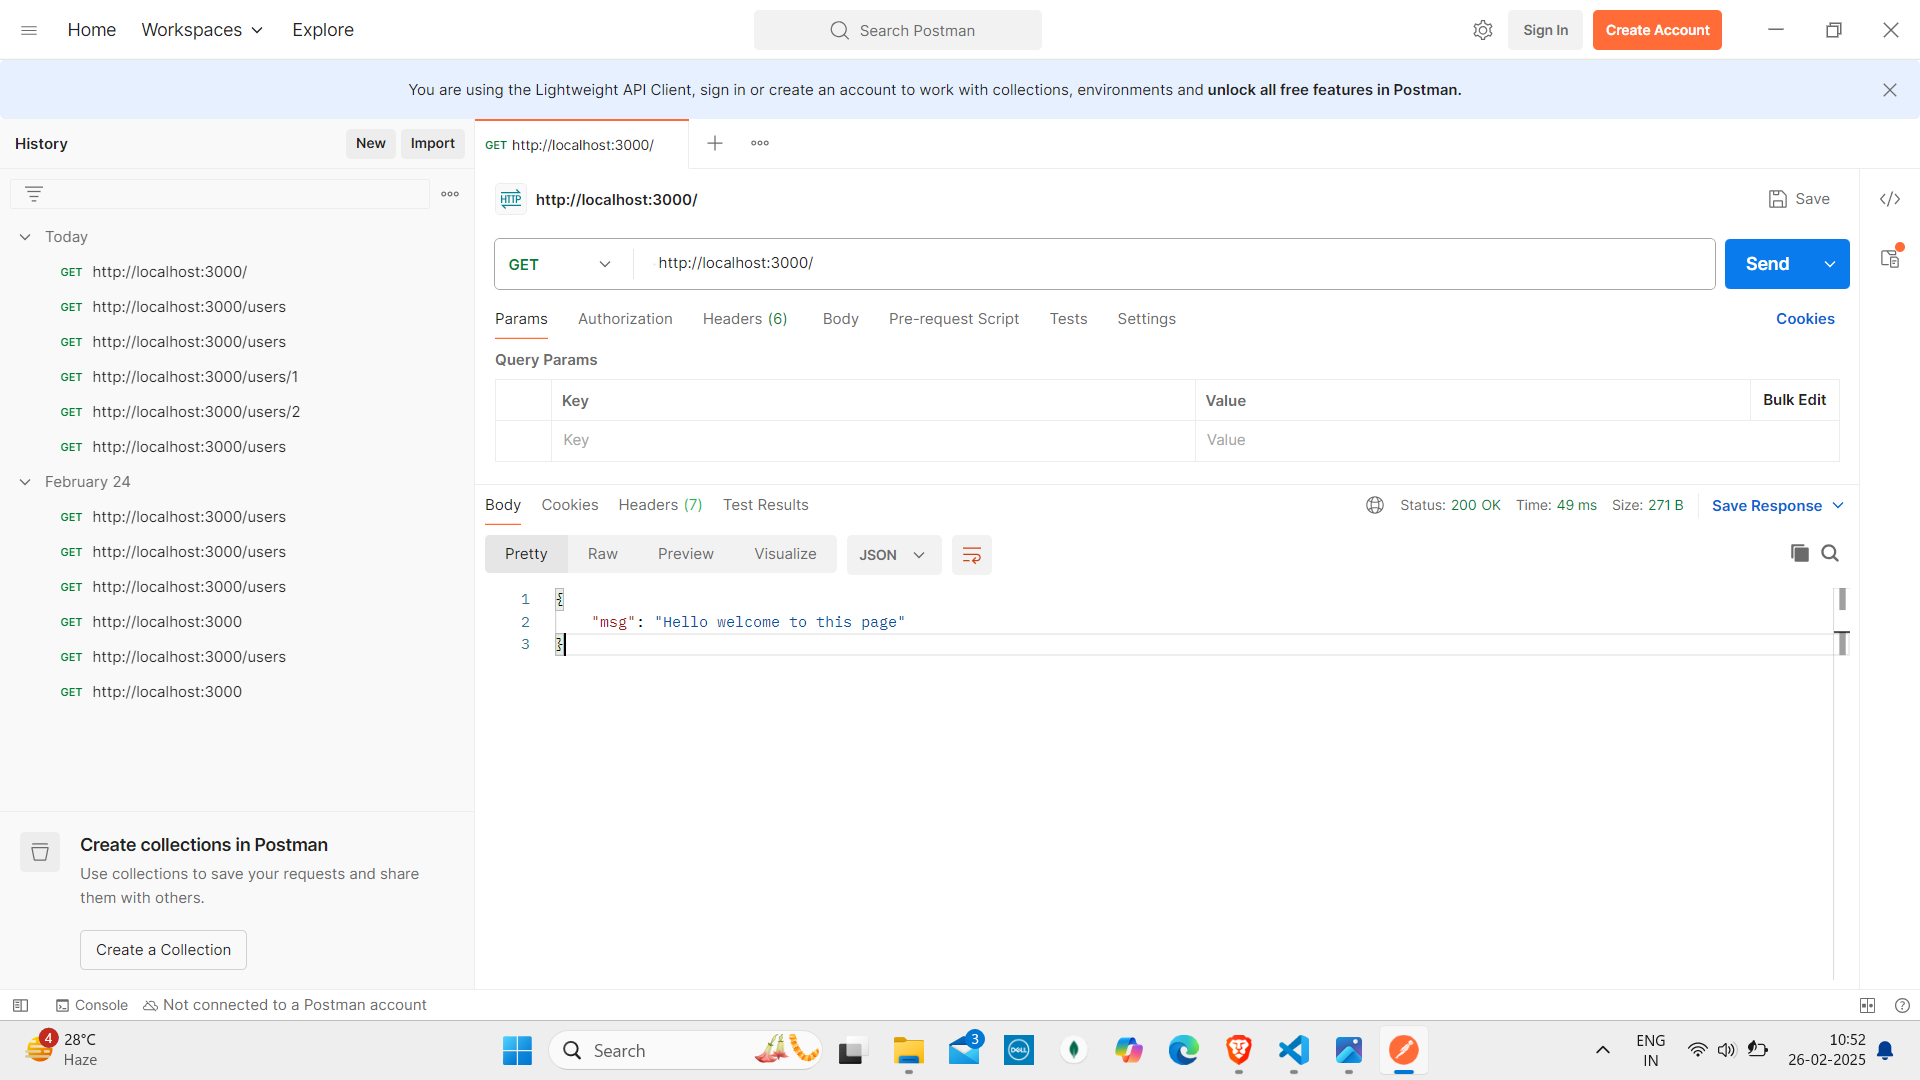 Home Workspaces Explore
Search Postman
Sign In Create Account
You are using the Lightweight API Client, sign in or create an account to work with collections, environments and unlock all free features in Postman.
History New Import
GET http://localhost:3000/
HTTP http://localhost:3000/
Save
Today
GET http://localhost:3000/
GET http://localhost:3000/users
GET http://localhost:3000/users
GET http://localhost:3000/users/1
GET http://localhost:3000/users/2
GET http://localhost:3000/users
February 24
GET http://localhost:3000/users
GET http://localhost:3000/users
GET http://localhost:3000/users
GET http://localhost:3000
GET http://localhost:3000/users
GET http://localhost:3000
Create collections in Postman
Use collections to save your requests and share
them with others.
Create a Collection
GET http://localhost:3000/ Send
Params Authorization Headers (6) Body Pre-request Script Tests Settings Cookies
Query Params
Key Value Bulk Edit
Key Value
Body Cookies Headers (7) Test Results Status: 200 OK Time: 49 ms Size: 271 B Save Response
Pretty Raw Preview Visualize JSON
1 {
2 "msg": "Hello welcome to this page"
3 }
Console Not connected to a Postman account
4 28°C
Haze
Search
3
DELL
ENG
IN
10:52
26-02-2025